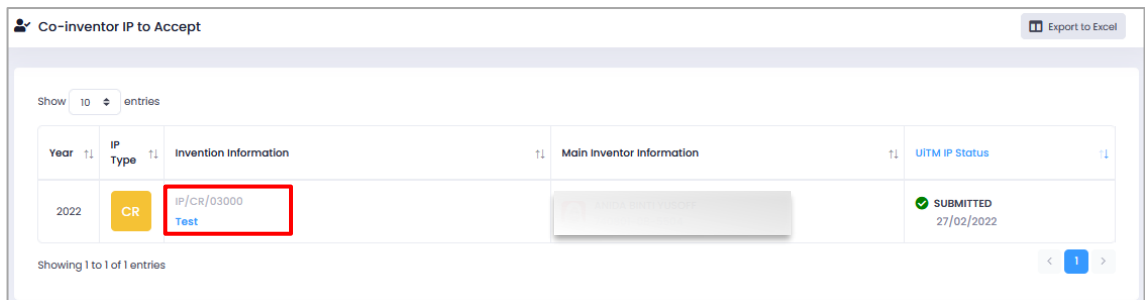 Co-inventor IP to Accept
Export to Excel
Show 10 entries
Year
IP Type
Invention Information
Main Inventor Information
UiTM IP Status
2022
CR
IP/CR/03000
Test
SUBMITTED
27/02/2022
Showing 1 to 1 of 1 entries
< 1 >